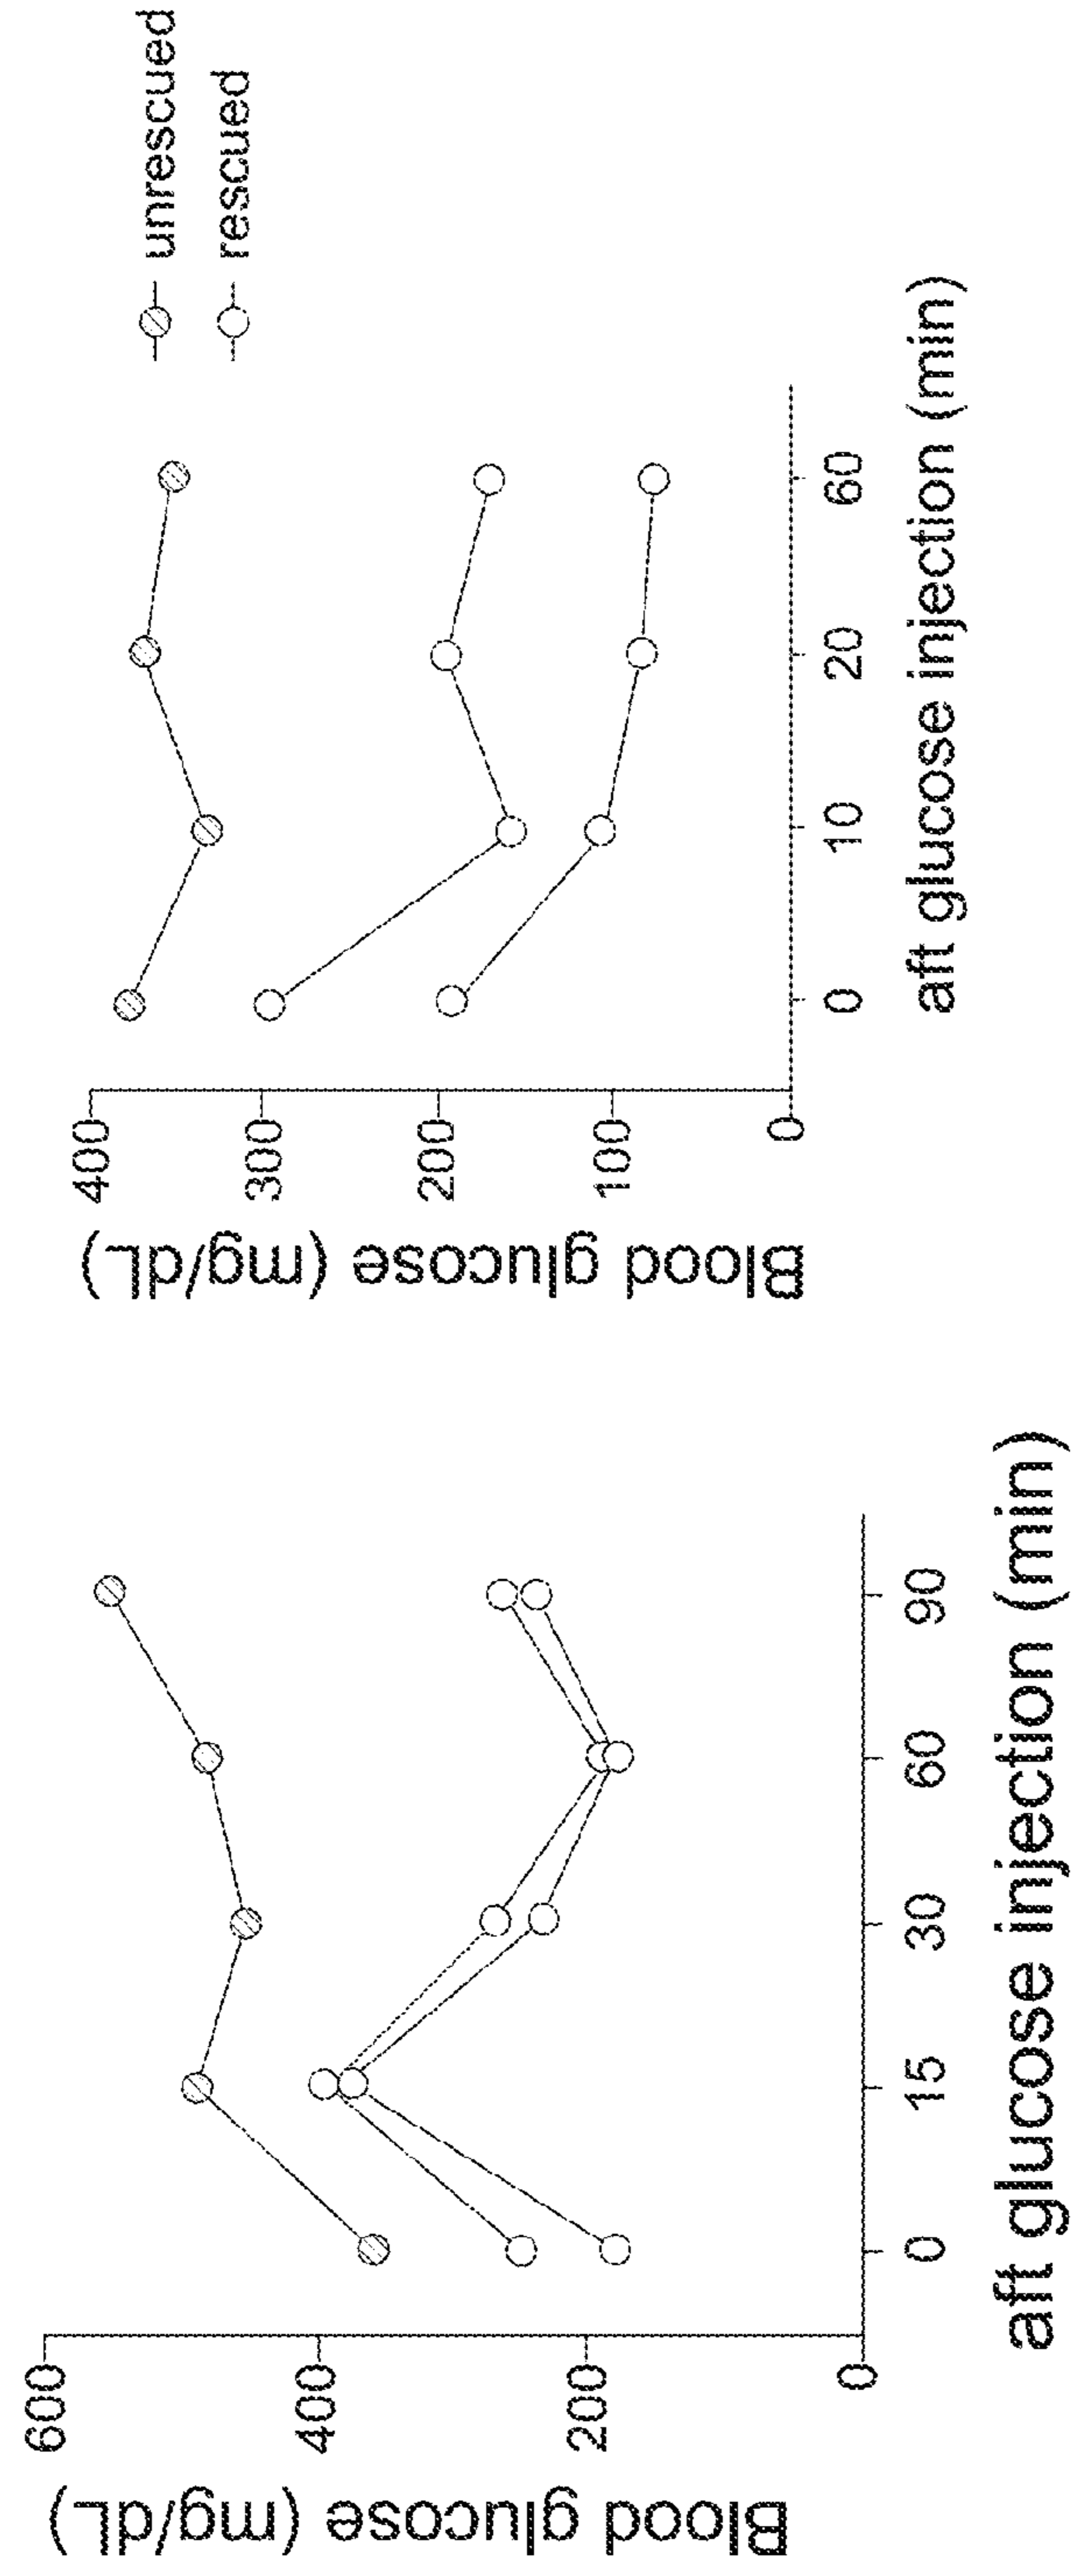 Blood glucose (mg/dL)
600
400
200
0
0 15 30 60 90
aft glucose injection (min)
Blood glucose (mg/dL)
400
300
200
100
0
0 10 20 60
aft glucose injection (min)
unrescued
rescued